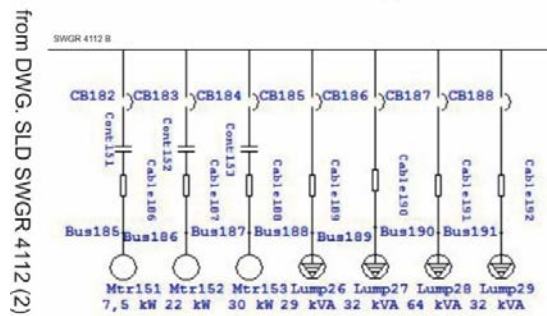 from DWG. SLD SWGR 4112 (2)
SWGR 4112 B
CB182 CB183 CB184 CB185 CB186 CB187 CB188
Cont151 Cont152 Cont153
Cable186 Cable187 Cable188 Cable189 Cable190 Cable191 Cable192
Bus185 Bus186 Bus187 Bus188 Bus189 Bus190 Bus191
Mtr151 Mtr152 Mtr153 Lump26 Lump27 Lump28 Lump29
7,5 kW 22 kW 30 kW 29 kVA 32 kVA 64 kVA 32 kVA